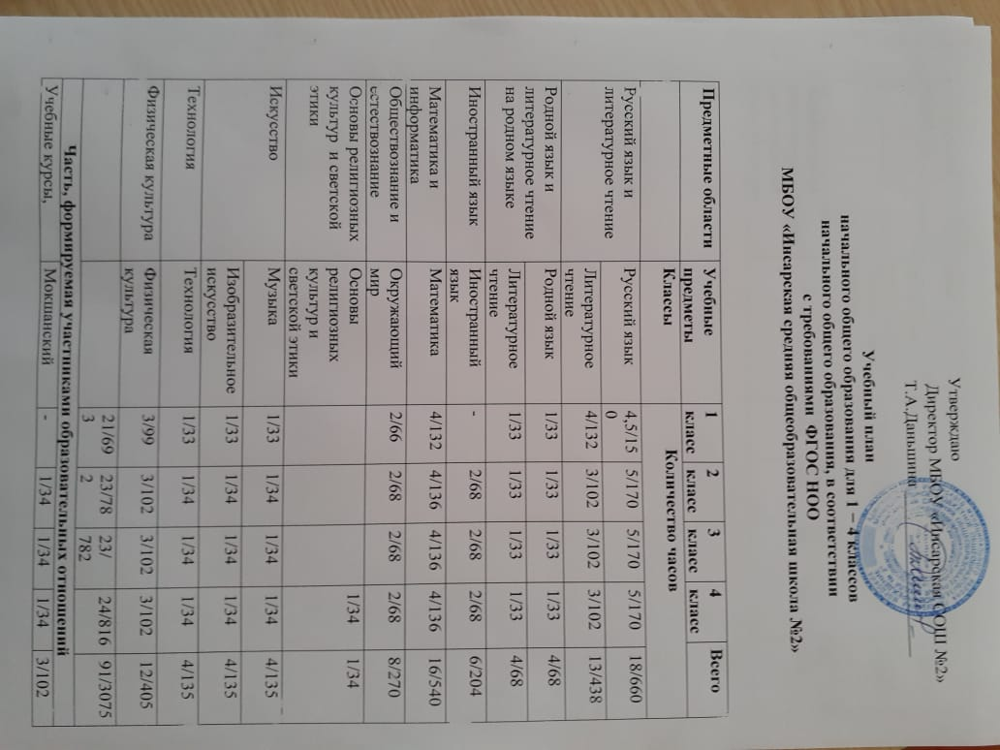 Утверждаю
Директор МБОУ «Инсарская СОШ №2»
Т.А.Даньшина
Учебный план
начального общего образования для 1 – 4 классов
начального общего образования, в соответствии
с требованиями ФГОС НОО
МБОУ «Инсарская средняя общеобразовательная школа №2»
Предметные области Учебные предметы 1 класс 2 класс 3 класс 4 класс Всего
Классы Количество часов
Русский язык и литературное чтение Русский язык 4,5/150 5/170 5/170 5/170 18/660
Литературное чтение 4/132 3/102 3/102 3/102 13/438
Родной язык и литературное чтение на родном языке Родной язык 1/33 1/33 1/33 1/33 4/68
Литературное чтение 1/33 1/33 1/33 1/33 4/68
Иностранный язык Иностранный язык - 2/68 2/68 2/68 6/204
Математика и информатика Математика 4/132 4/136 4/136 4/136 16/540
Обществознание и естествознание Окружающий мир 2/66 2/68 2/68 2/68 8/270
Основы религиозных культур и светской этики Основы религиозных культур и светской этики 1/34 1/34
Искусство Музыка 1/33 1/34 1/34 1/34 4/135
Изобразительное искусство 1/33 1/34 1/34 1/34 4/135
Технология Технология 1/33 1/34 1/34 1/34 4/135
Физическая культура Физическая культура 3/99 3/102 3/102 3/102 12/405
21/693 23/782 23/782 24/816 91/3075
Часть, формируемая участниками образовательных отношений
Учебные курсы, Мокшанский - 1/34 1/34 1/34 3/102